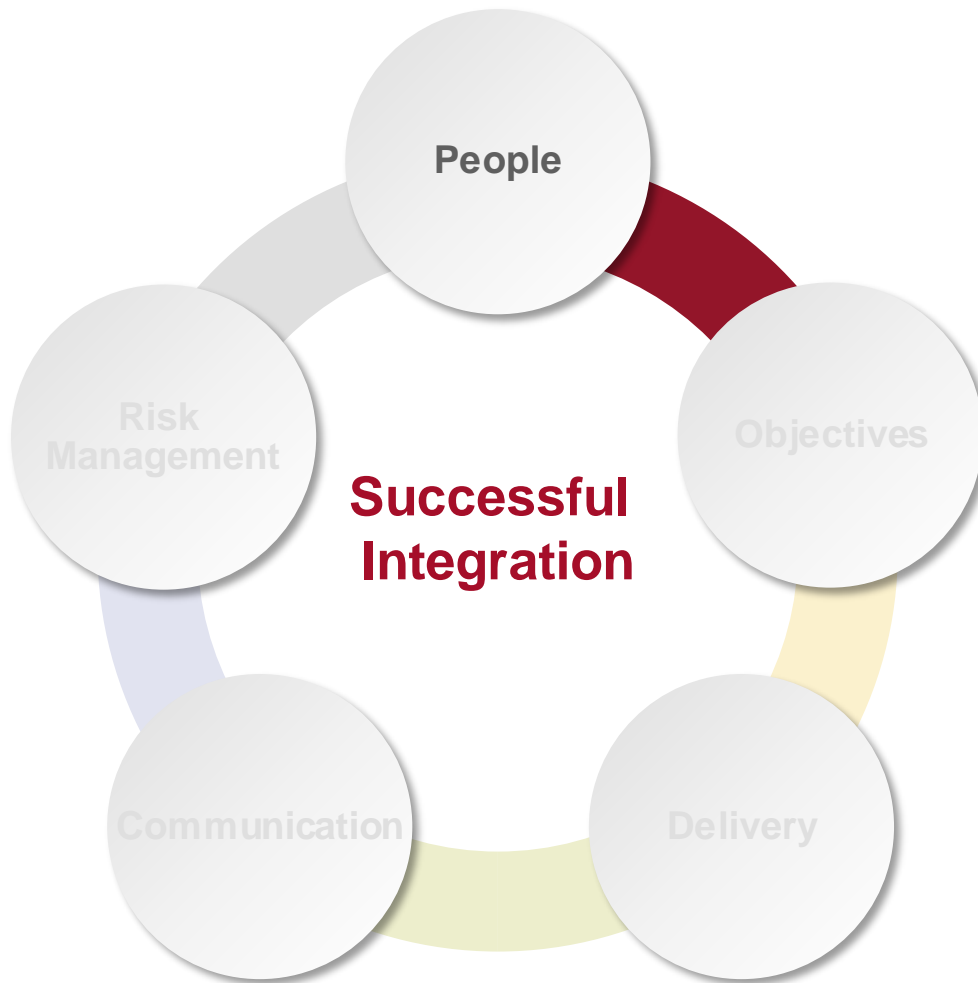 People
Risk
Management
Objectives
Successful
Integration
Communication
Delivery